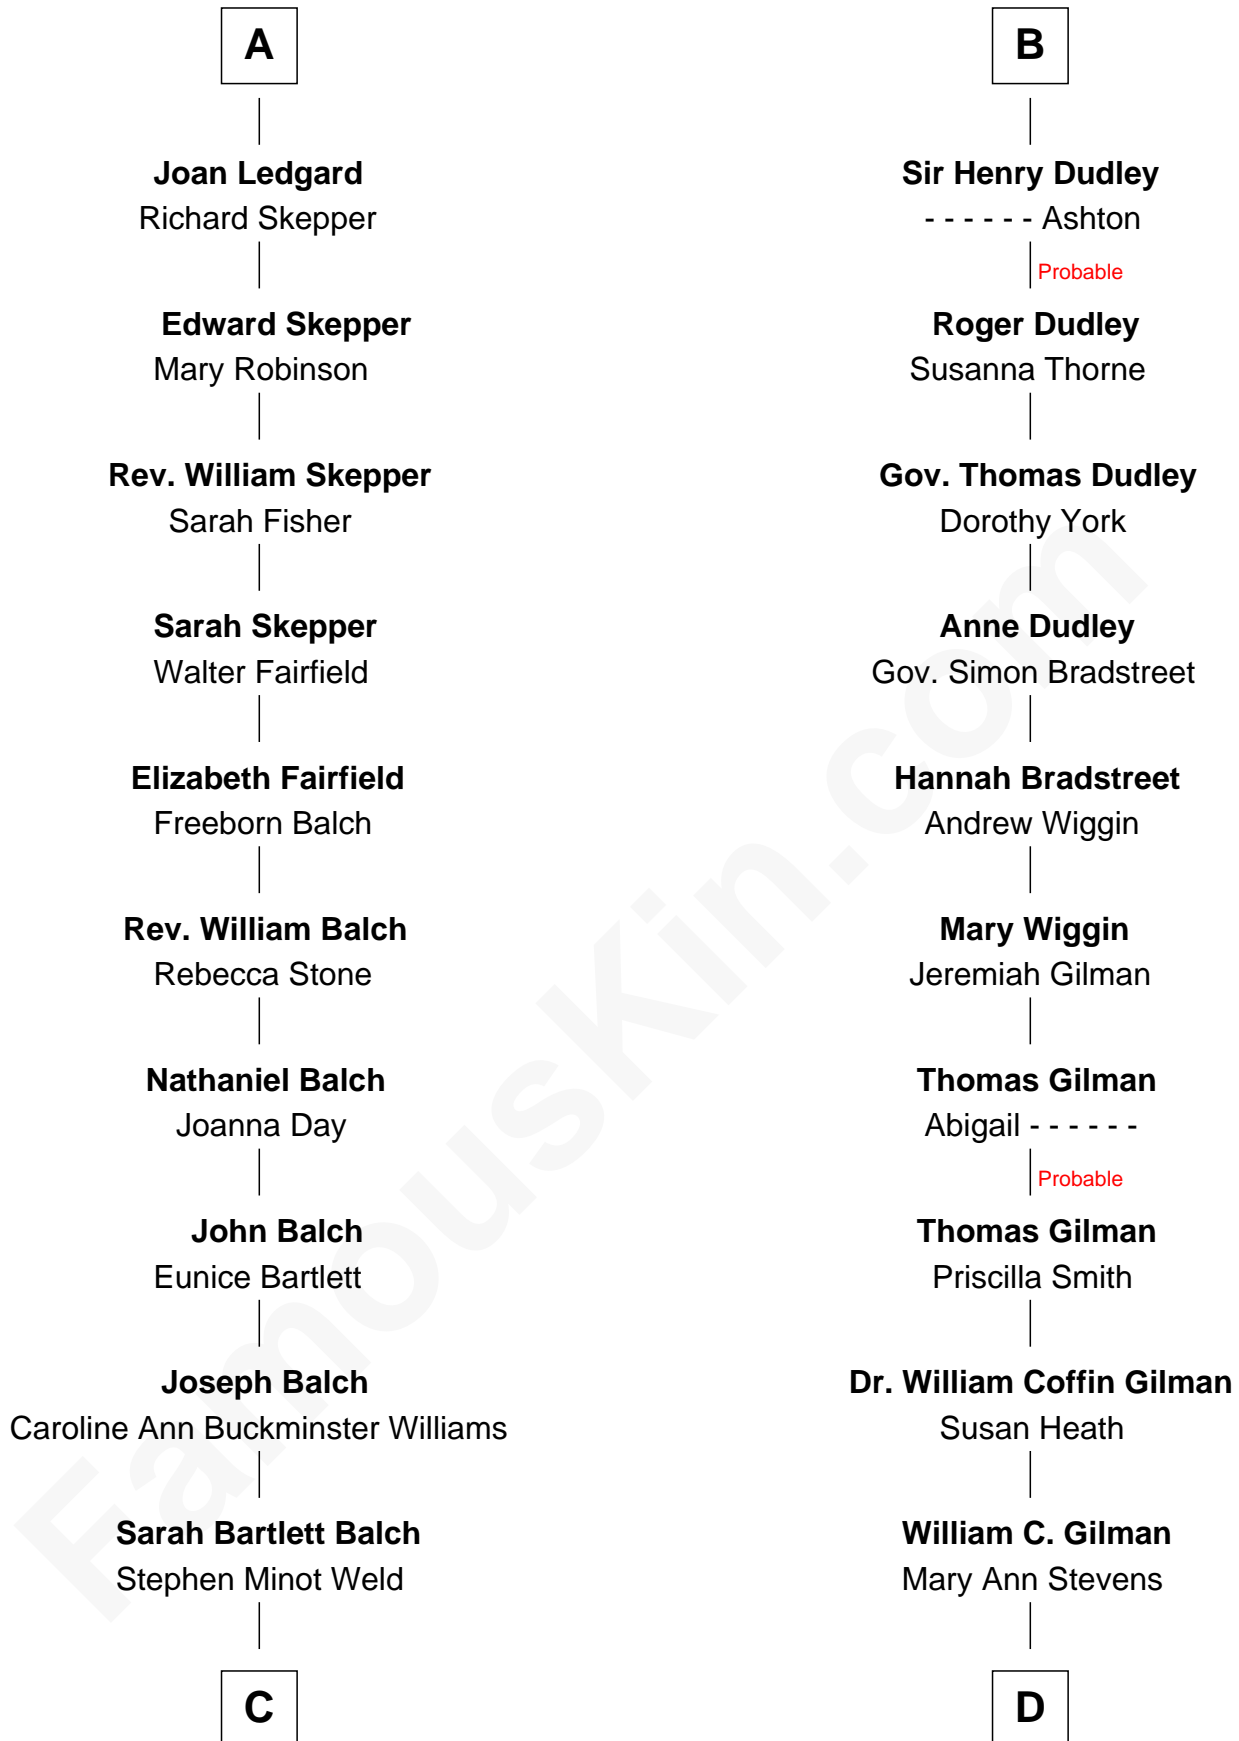 A
Joan Ledgard
Richard Skepper
Edward Skepper
Mary Robinson
Rev. William Skepper
Sarah Fisher
Sarah Skepper
Walter Fairfield
Elizabeth Fairfield
Freeborn Balch
Rev. William Balch
Rebecca Stone
Nathaniel Balch
Joanna Day
John Balch
Eunice Bartlett
Joseph Balch
Caroline Ann Buckminster Williams
Sarah Bartlett Balch
Stephen Minot Weld
C
B
Sir Henry Dudley
- - - - - - Ashton
Probable
Roger Dudley
Susanna Thorne
Gov. Thomas Dudley
Dorothy York
Anne Dudley
Gov. Simon Bradstreet
Hannah Bradstreet
Andrew Wiggin
Mary Wiggin
Jeremiah Gilman
Thomas Gilman
Abigail - - - - - -
Probable
Thomas Gilman
Priscilla Smith
Dr. William Coffin Gilman
Susan Heath
William C. Gilman
Mary Ann Stevens
D
FamousKin.com